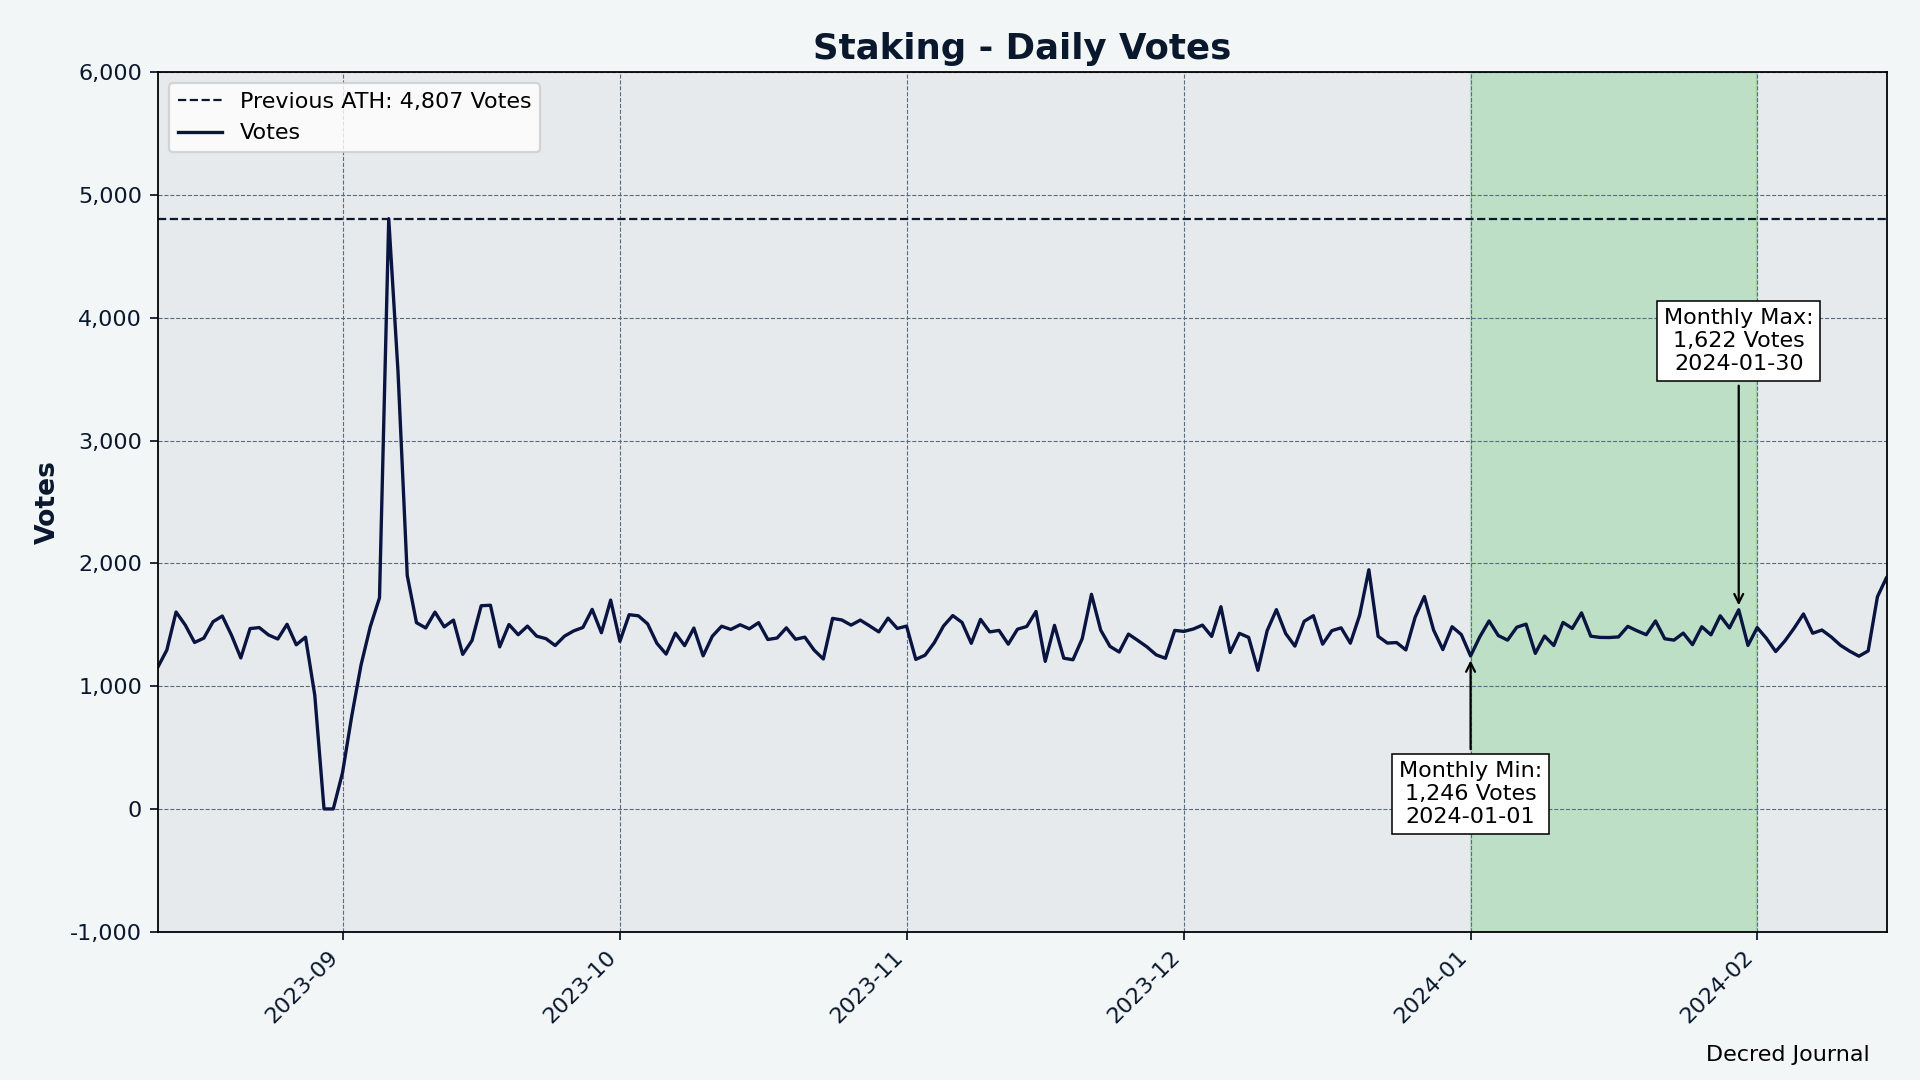 Staking - Daily Votes
Previous ATH: 4,807 Votes
Votes
6,000
5,000
4,000
3,000
2,000
1,000
0
-1,000
Votes
Monthly Max:
1,622 Votes
2024-01-30
Monthly Min:
1,246 Votes
2024-01-01
2023-09
2023-10
2023-11
2023-12
2024-01
2024-02
Decred Journal